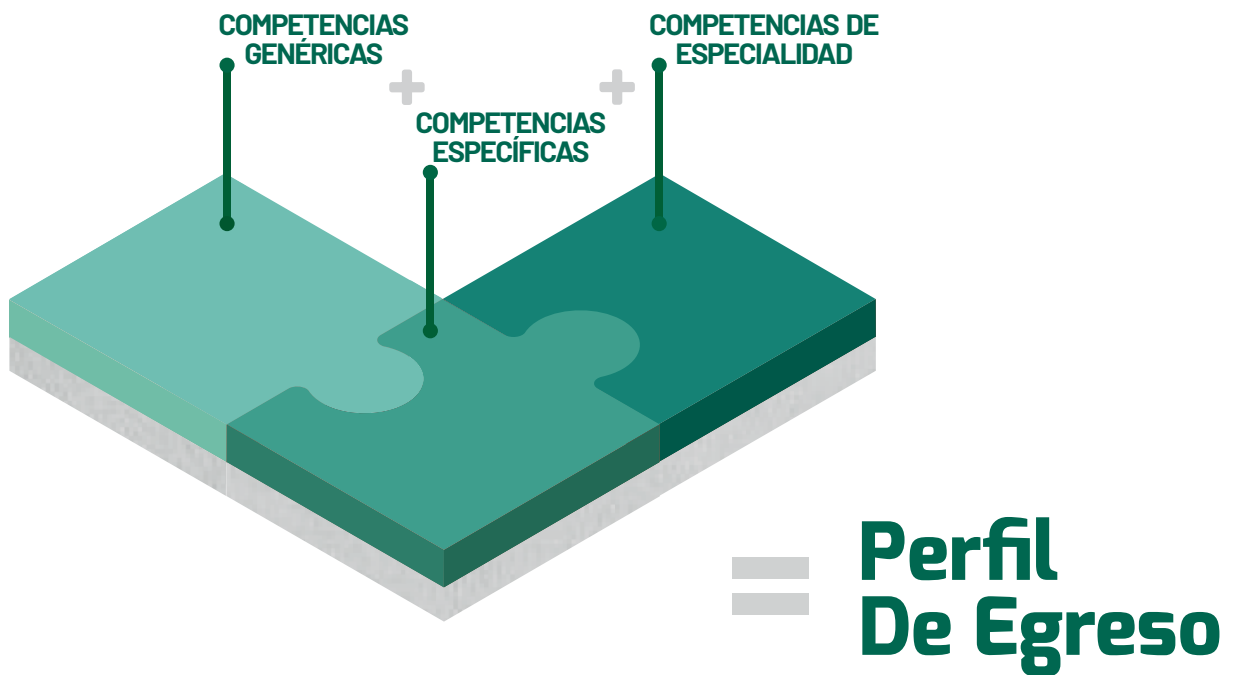 COMPETENCIAS
GENÉRICAS
+
COMPETENCIAS
ESPECÍFICAS
+
COMPETENCIAS DE
ESPECIALIDAD
=
Perfil
De Egreso